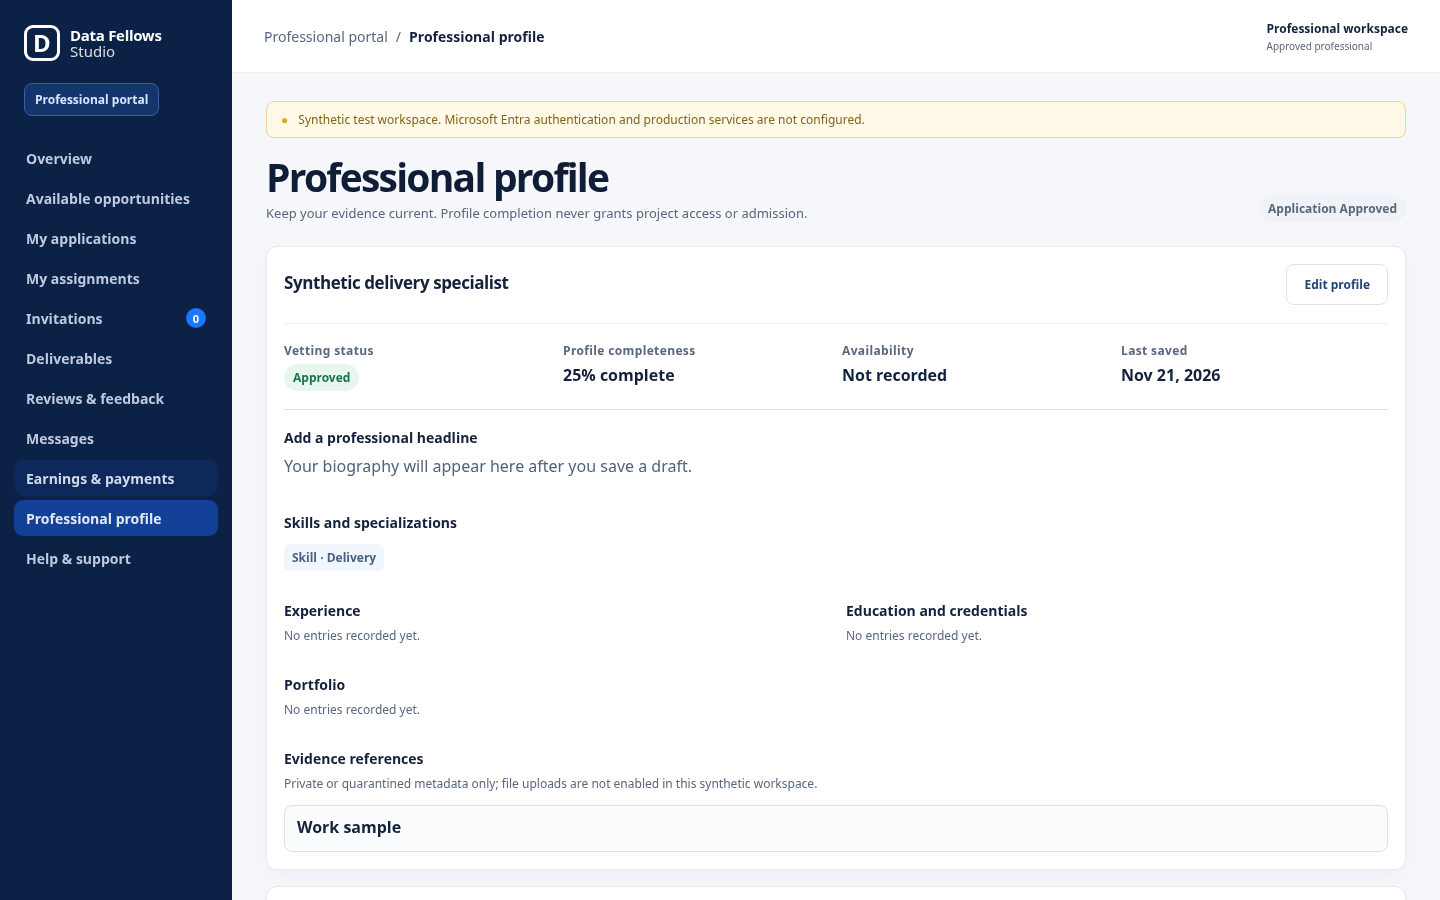 D
Data Fellows
Studio
Professional portal
Overview
Available opportunities
My applications
My assignments
Invitations 0
Deliverables
Reviews & feedback
Messages
Earnings & payments
Professional profile
Help & support
Professional portal / Professional profile
Professional workspace
Approved professional
Synthetic test workspace. Microsoft Entra authentication and production services are not configured.
Professional profile
Keep your evidence current. Profile completion never grants project access or admission.
Application Approved
Synthetic delivery specialist
Edit profile
Vetting status
Approved
Profile completeness
25% complete
Availability
Not recorded
Last saved
Nov 21, 2026
Add a professional headline
Your biography will appear here after you save a draft.
Skills and specializations
Skill · Delivery
Experience
No entries recorded yet.
Education and credentials
No entries recorded yet.
Portfolio
No entries recorded yet.
Evidence references
Private or quarantined metadata only; file uploads are not enabled in this synthetic workspace.
Work sample